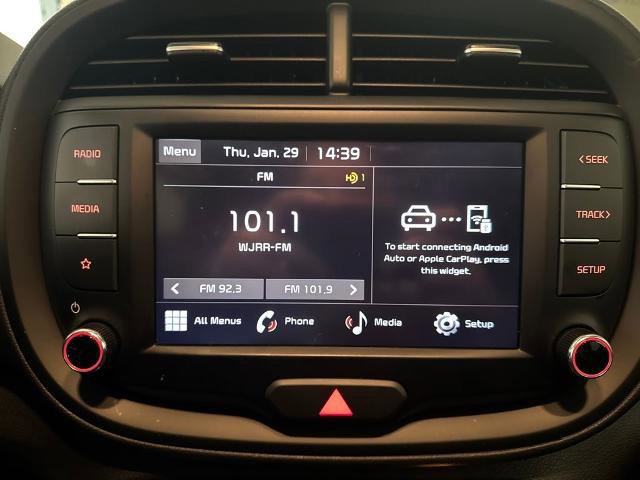 RADIO
MEDIA
Menu
Thu, Jan, 29
14:39
FM
HD 1
101.1
WJRR-FM
< FM 92.3
FM 101.9 >
To start connecting Android
Auto or Apple CarPlay, press
this widget.
All Menus
Phone
Media
Setup
< SEEK
TRACK >
SETUP